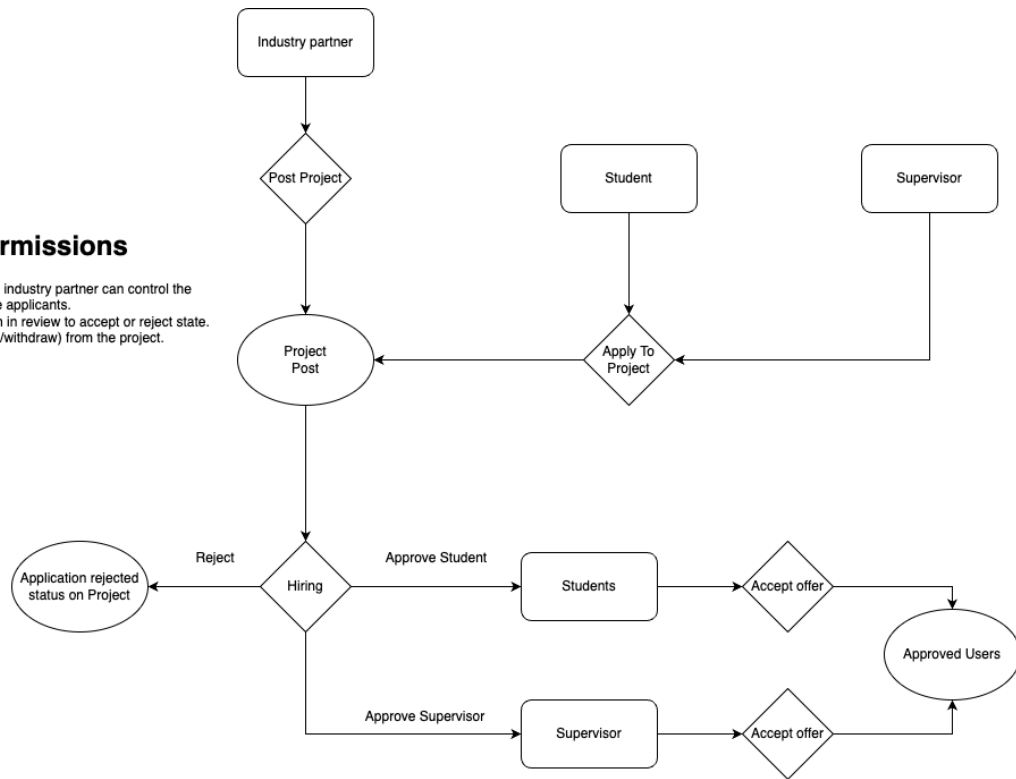 Industry partner
Post Project
Student
Supervisor
rmissions
industry partner can control the
applicants.
in review to accept or reject state.
/withdraw) from the project.
Project
Post
Apply To
Project
Reject
Approve Student
Application rejected
status on Project
Hiring
Students
Accept offer
Approved Users
Approve Supervisor
Supervisor
Accept offer